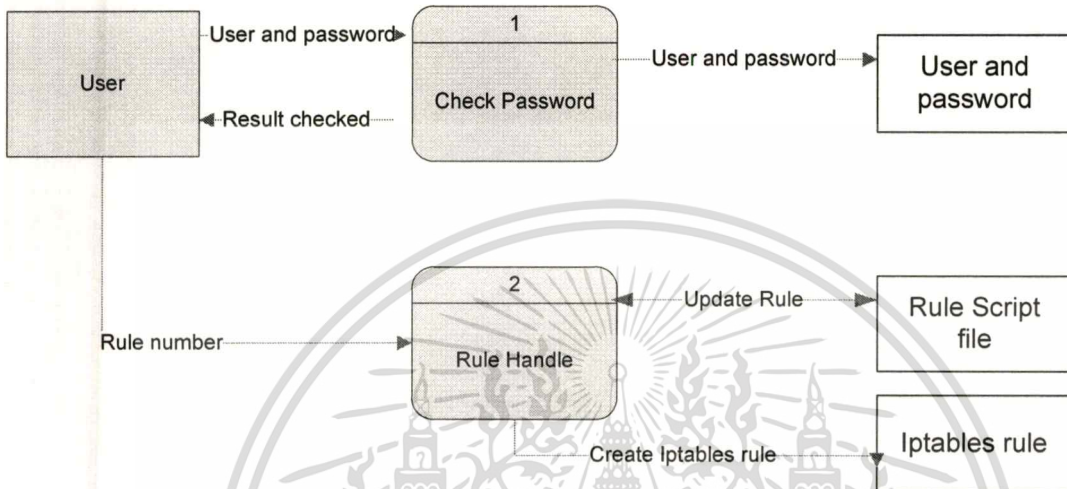 User
User and password
Result checked
1
Check Password
User and password
User and
password
Rule number
2
Rule Handle
Update Rule
Rule Script
file
Create Iptables rule
Iptables rule